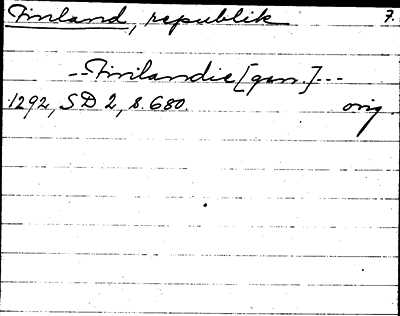 Finland, republik 7.
--Finlandie [gen.]---
1292, SD 2, s. 680. orig.